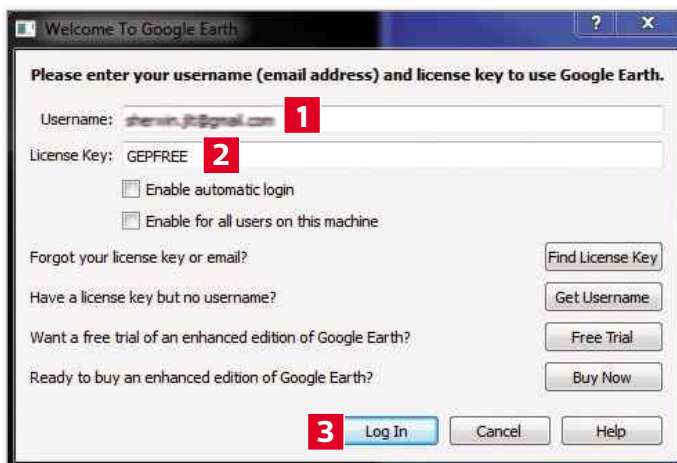 Welcome To Google Earth
Please enter your username (email address) and license key to use Google Earth.
Username: 1
License Key: GEPFREE 2
Enable automatic login
Enable for all users on this machine
Forgot your license key or email? Find License Key
Have a license key but no username? Get Username
Want a free trial of an enhanced edition of Google Earth? Free Trial
Ready to buy an enhanced edition of Google Earth? Buy Now
3 Log In Cancel Help